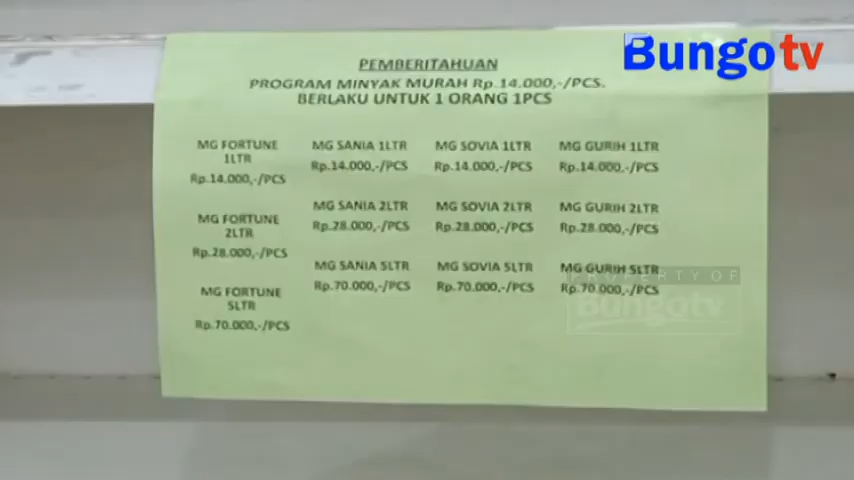 Bungotv
PEMBERITAHUAN
PROGRAM MINYAK MURAH Rp.14.000,-/PCS.
BERLAKU UNTUK 1 ORANG 1PCS
MG FORTUNE
1LTR
Rp.14.000,-/PCS
MG FORTUNE
2LTR
Rp.28.000,-/PCS
MG FORTUNE
5LTR
Rp.70.000,-/PCS
MG SANIA 1LTR
Rp.14.000,-/PCS
MG SANIA 2LTR
Rp.28.000,-/PCS
MG SANIA 5LTR
Rp.70.000,-/PCS
MG SOVIA 1LTR
Rp.14.000,-/PCS
MG SOVIA 2LTR
Rp.28.000,-/PCS
MG SOVIA 5LTR
Rp.70.000,-/PCS
MG GURIH 1LTR
Rp.14.000,-/PCS
MG GURIH 2LTR
Rp.28.000,-/PCS
MG GURIH 5LTR
Rp.70.000,-/PCS
PROPERTY OF
Bungotv